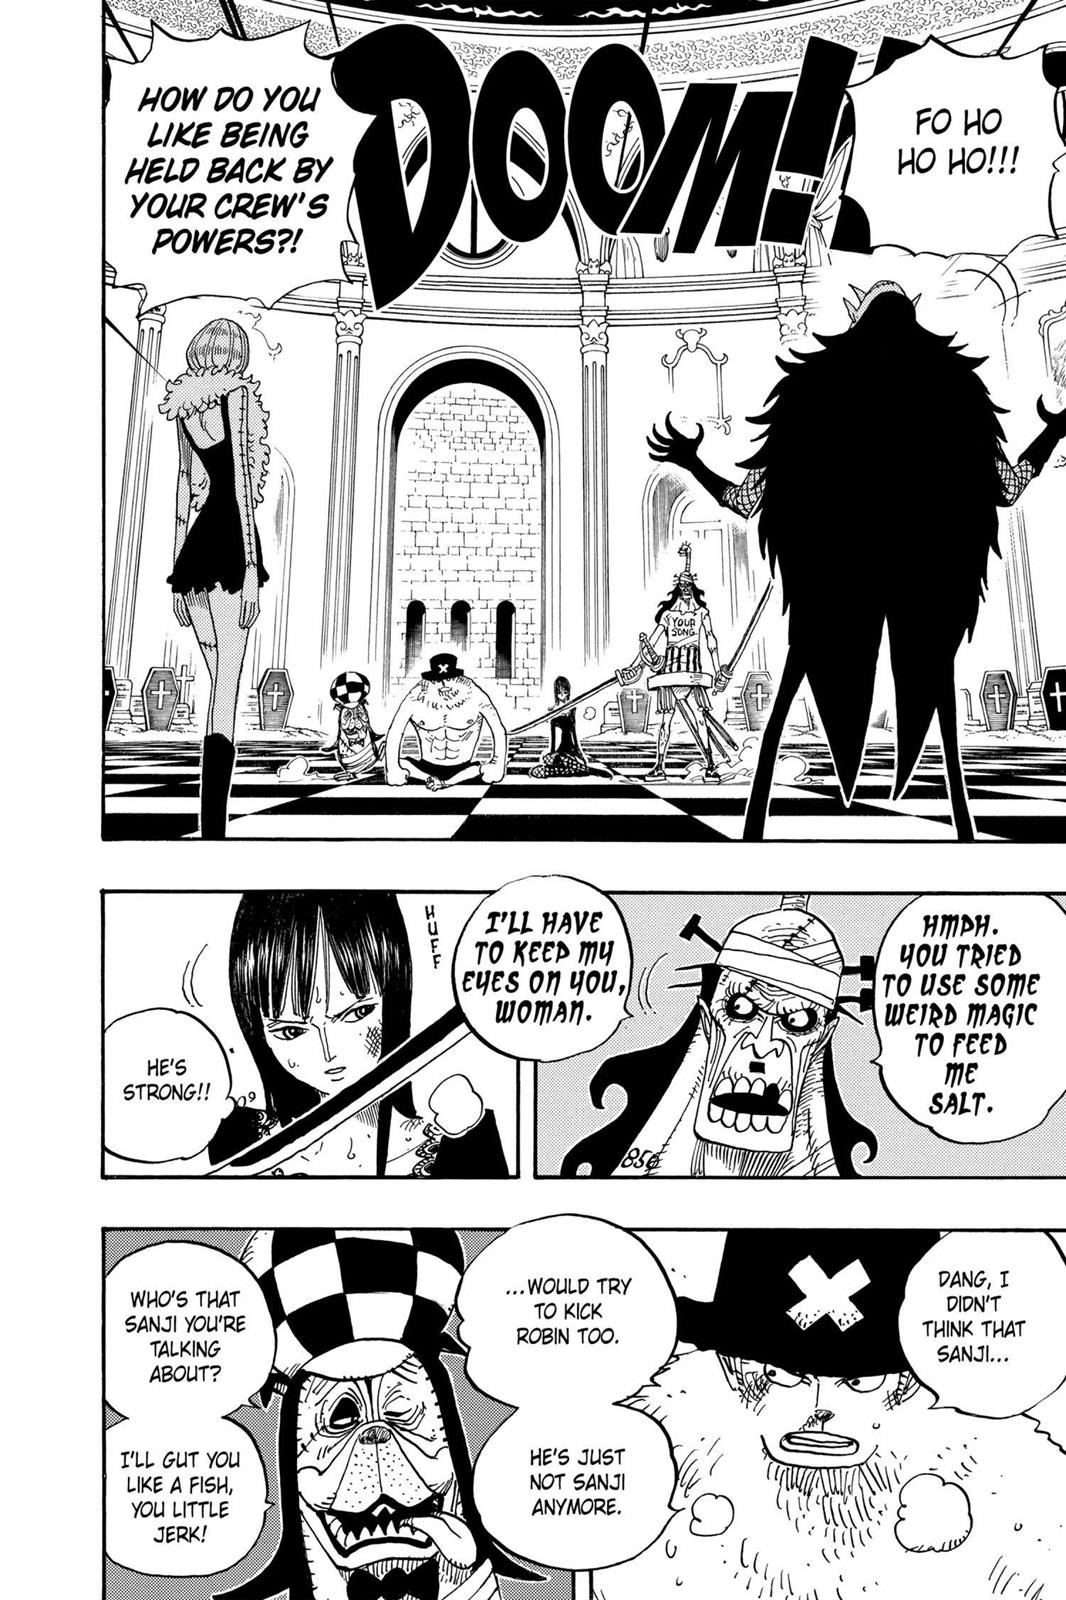 FO HO
HO HO!!!
DOOM!!
HOW DO YOU
LIKE BEING
HELD BACK BY
YOUR CREW'S
POWERS?!
YOUR
SONG.
HMPH.
YOU TRIED
TO USE SOME
WEIRD MAGIC
TO FEED
ME
SALT.
I'LL HAVE
TO KEEP MY
EYES ON YOU,
WOMAN.
850
HUFF
HE'S
STRONG!!
DANG, I
DIDN'T
THINK THAT
SANJI...
...WOULD TRY
TO KICK
ROBIN TOO.
HE'S JUST
NOT SANJI
ANYMORE.
WHO'S THAT
SANJI YOU'RE
TALKING
ABOUT?
I'LL GUT YOU
LIKE A FISH,
YOU LITTLE
JERK!